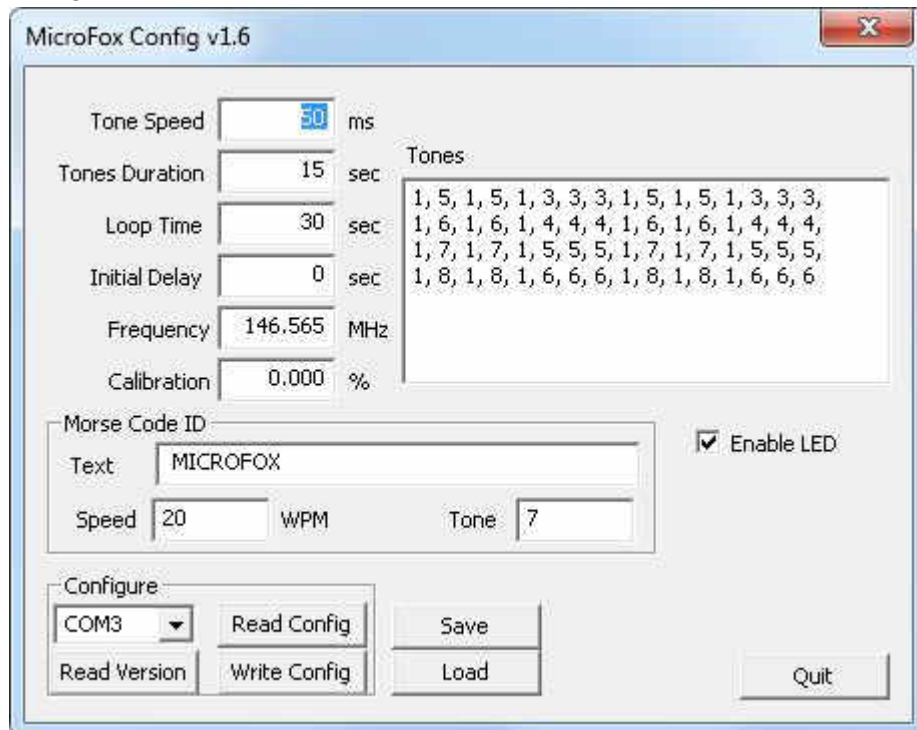 MicroFox Config v1.6
Tone Speed 50 ms
Tones Duration 15 sec
Loop Time 30 sec
Initial Delay 0 sec
Frequency 146.565 MHz
Calibration 0.000 %
Tones
1, 5, 1, 5, 1, 3, 3, 3, 1, 5, 1, 5, 1, 3, 3, 3,
1, 6, 1, 6, 1, 4, 4, 4, 1, 6, 1, 6, 1, 4, 4, 4,
1, 7, 1, 7, 1, 5, 5, 5, 1, 7, 1, 7, 1, 5, 5, 5,
1, 8, 1, 8, 1, 6, 6, 6, 1, 8, 1, 8, 1, 6, 6, 6
Morse Code ID
Text MICROFOX
Speed 20 WPM Tone 7
Enable LED
Configure
COM3 Read Config Save
Read Version Write Config Load
Quit